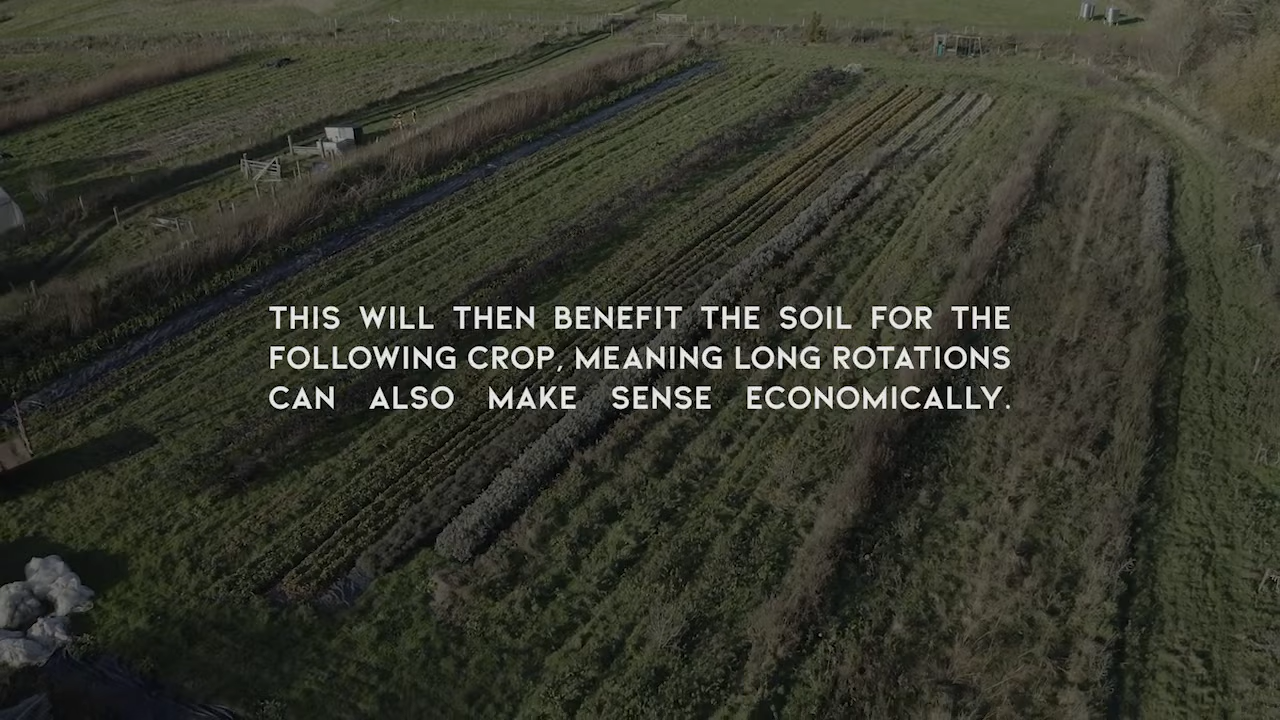 THIS WILL THEN BENEFIT THE SOIL FOR THE
FOLLOWING CROP, MEANING LONG ROTATIONS
CAN ALSO MAKE SENSE ECONOMICALLY.